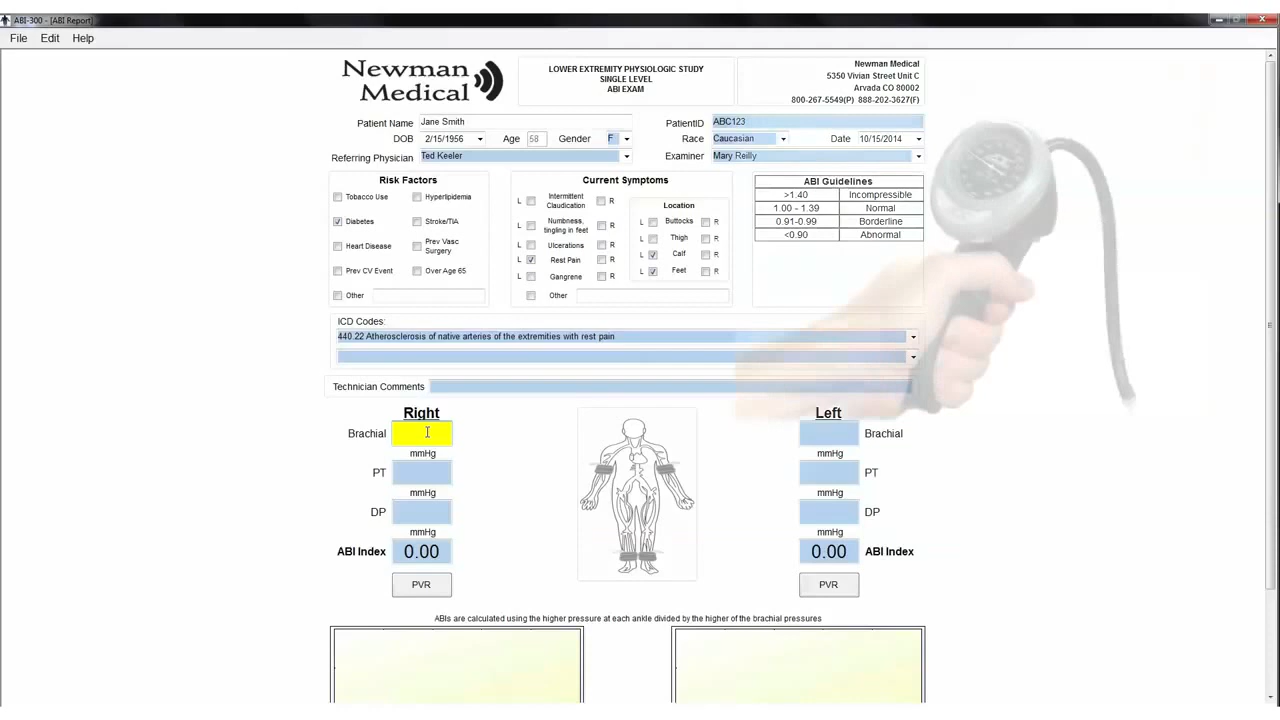 ABI-300 - [ABI Report]
File Edit Help
Newman Medical
LOWER EXTREMITY PHYSIOLOGIC STUDY
SINGLE LEVEL
ABI EXAM
Newman Medical
5350 Vivian Street Unit C
Arvada CO 80002
800-267-5549(P) 888-202-3627(F)
Patient Name Jane Smith
PatientID ABC123
DOB 2/15/1956 Age 58 Gender F
Race Caucasian Date 10/15/2014
Referring Physician Ted Keeler
Examiner Mary Reilly
Risk Factors
Tobacco Use Hyperlipidemia
Diabetes Stroke/TIA
Heart Disease Prev Vasc Surgery
Prev CV Event Over Age 65
Other
Current Symptoms
L Intermittent Claudication R
L Numbness, tingling in feet R
L Ulcerations R
L Rest Pain R
L Gangrene R
Other
Location
L Buttocks R
L Thigh R
L Calf R
L Feet R
ABI Guidelines
>1.40 Incompressible
1.00 - 1.39 Normal
0.91-0.99 Borderline
<0.90 Abnormal
ICD Codes:
440.22 Atherosclerosis of native arteries of the extremities with rest pain
Technician Comments
Right Left
Brachial Brachial
mmHg mmHg
PT PT
mmHg mmHg
DP DP
mmHg mmHg
ABI Index 0.00 0.00 ABI Index
PVR PVR
ABIs are calculated using the higher pressure at each ankle divided by the higher of the brachial pressures